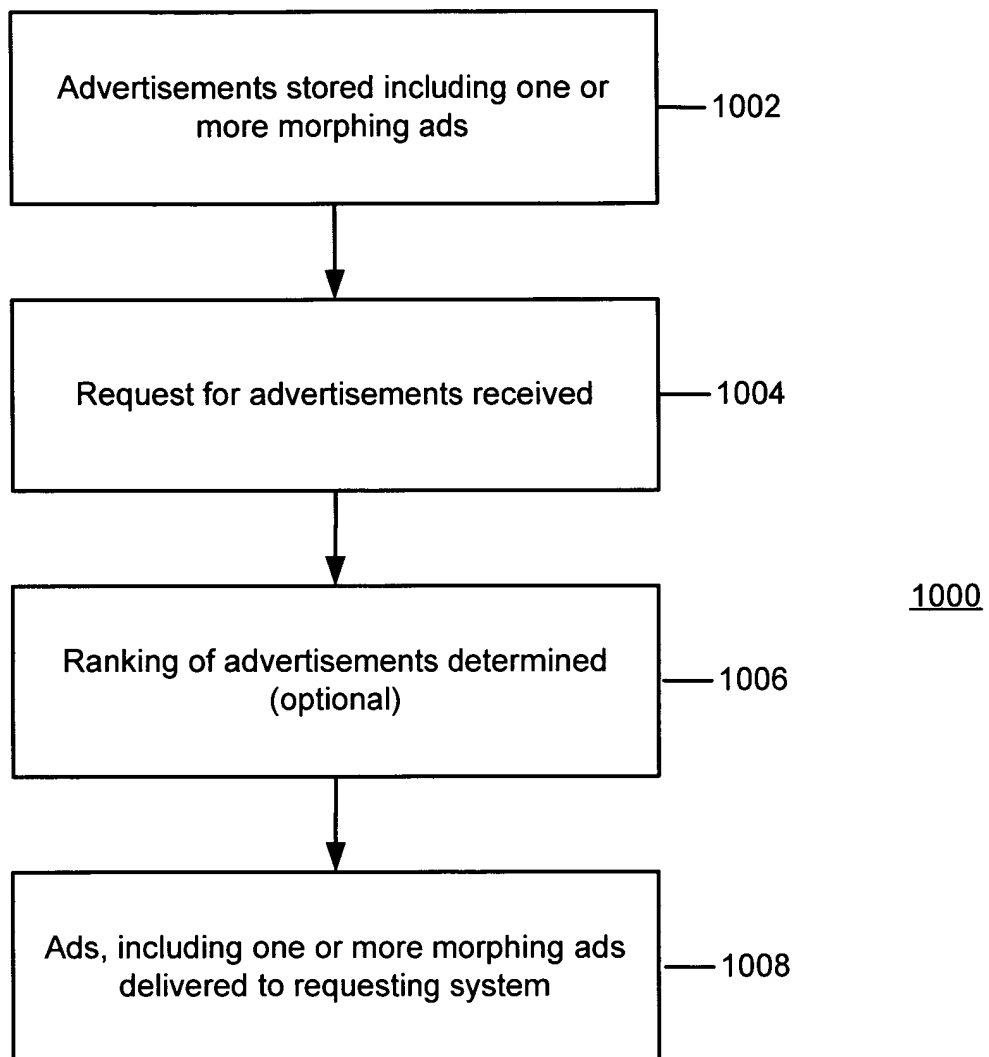 Advertisements stored including one or
more morphing ads
1002
Request for advertisements received
1004
1000
Ranking of advertisements determined
(optional)
1006
Ads, including one or more morphing ads
delivered to requesting system
1008